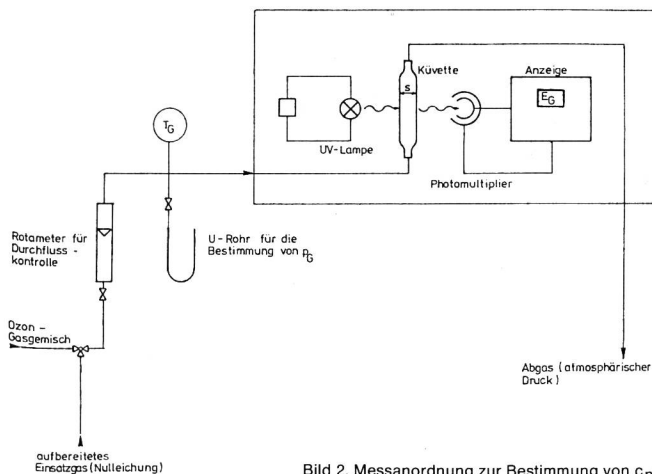 Küvette
Anzeige
s
E_G
T_G
UV-Lampe
Photomultiplier
Rotameter für
Durchfluss -
kontrolle
U-Rohr für die
Bestimmung von p_G
Ozon -
Gasgemisch
Abgas (atmosphärischer
Druck)
aufbereitetes
Einsatzgas (Nulleichung)
Bild 2. Messanordnung zur Bestimmung von c